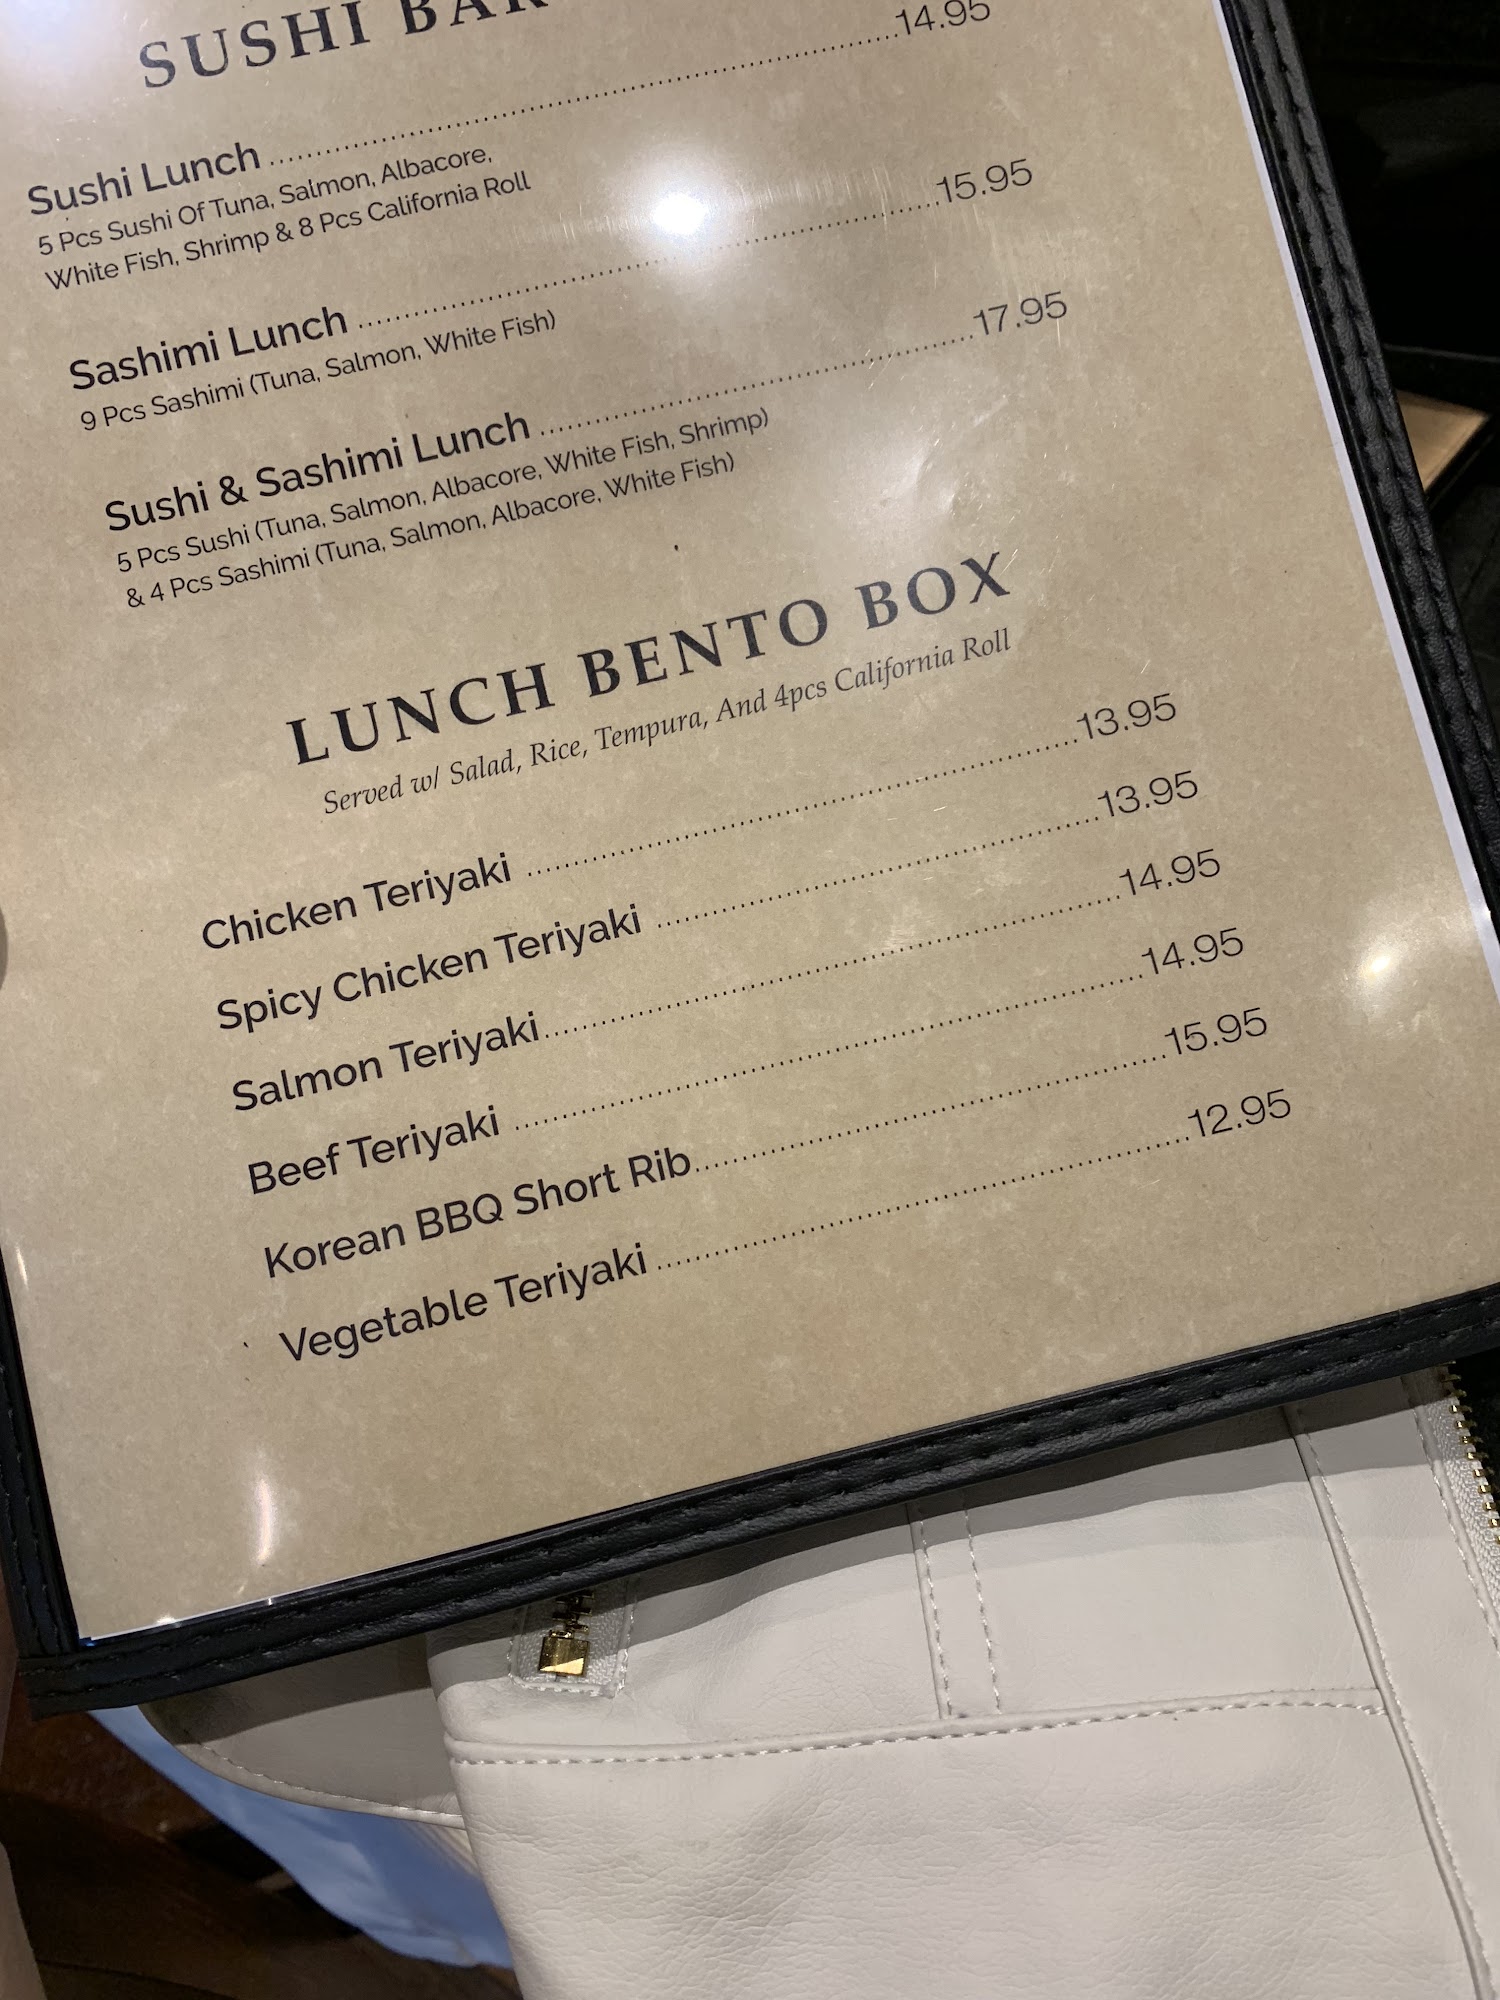 SUSHI BAR
Sushi Lunch ........ 14.95
5 Pcs Sushi Of Tuna, Salmon, Albacore,
White Fish, Shrimp & 8 Pcs California Roll
Sashimi Lunch ........ 15.95
9 Pcs Sashimi (Tuna, Salmon, White Fish)
Sushi & Sashimi Lunch ........ 17.95
5 Pcs Sushi (Tuna, Salmon, Albacore, White Fish, Shrimp)
& 4 Pcs Sashimi (Tuna, Salmon, Albacore, White Fish)
LUNCH BENTO BOX
Served w/ Salad, Rice, Tempura, And 4pcs California Roll
Chicken Teriyaki ........ 13.95
Spicy Chicken Teriyaki ........ 13.95
Salmon Teriyaki ........ 14.95
Beef Teriyaki ........ 14.95
Korean BBQ Short Rib ........ 15.95
Vegetable Teriyaki ........ 12.95